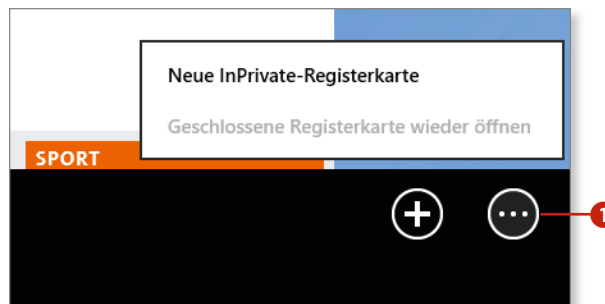 Neue InPrivate-Registerkarte
Geschlossene Registerkarte wieder öffnen
SPORT
1